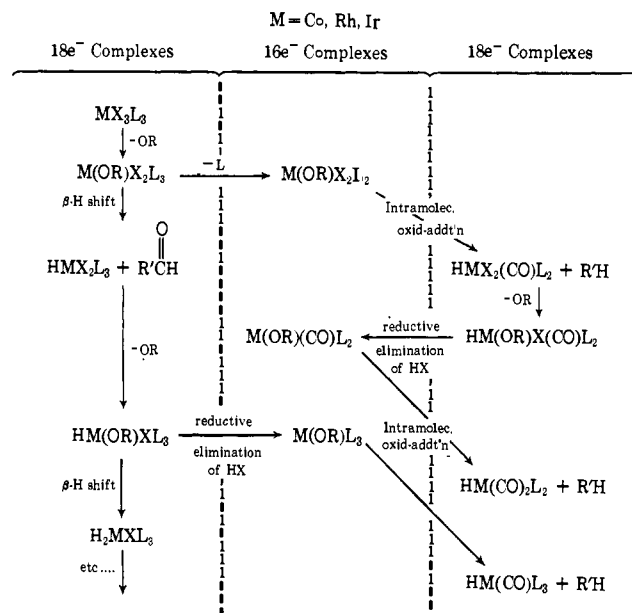 M = Co, Rh, Ir
18e⁻ Complexes 16e⁻ Complexes 18e⁻ Complexes
MX₃L₃
-OR
M(OR)X₂L₃ -L M(OR)X₂L₂
β-H shift
Intramolec.
oxid-addt'n
O
HMX₂L₃ + R'CH
HMX₂(CO)L₂ + R'H
-OR
M(OR)(CO)L₂ reductive HM(OR)X(CO)L₂
elimination
of HX
-OR
HM(OR)XL₃ reductive M(OR)L₃
elimination
of HX
Intramolec.
oxid-addt'n
β-H shift
HM(CO)₂L₂ + R'H
H₂MXL₃
etc....
HM(CO)L₃ + R'H